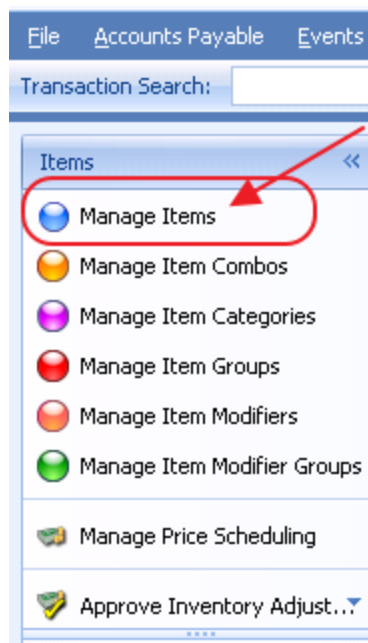 File Accounts Payable Events
Transaction Search:
Items
Manage Items
Manage Item Combos
Manage Item Categories
Manage Item Groups
Manage Item Modifiers
Manage Item Modifier Groups
Manage Price Scheduling
Approve Inventory Adjust...